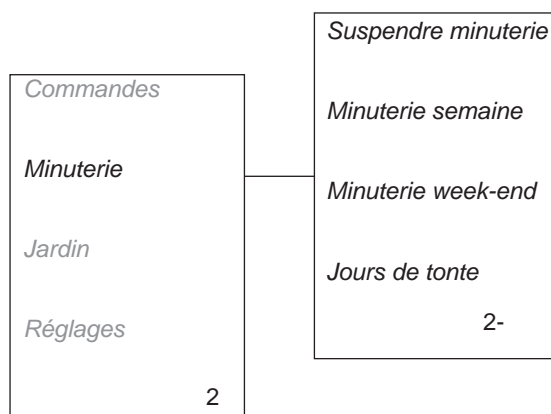 Commandes
Minuterie
Jardin
Réglages
2
Suspendre minuterie
Minuterie semaine
Minuterie week-end
Jours de tonte
2-